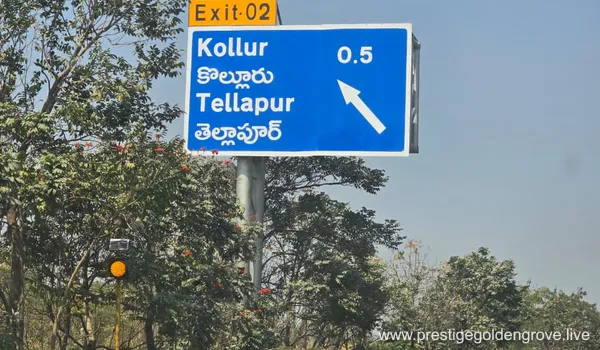 Exit-02
Kollur 0.5
కొల్లూరు
Tellapur
తెల్లాపూర్
www.prestigegoldengrove.live